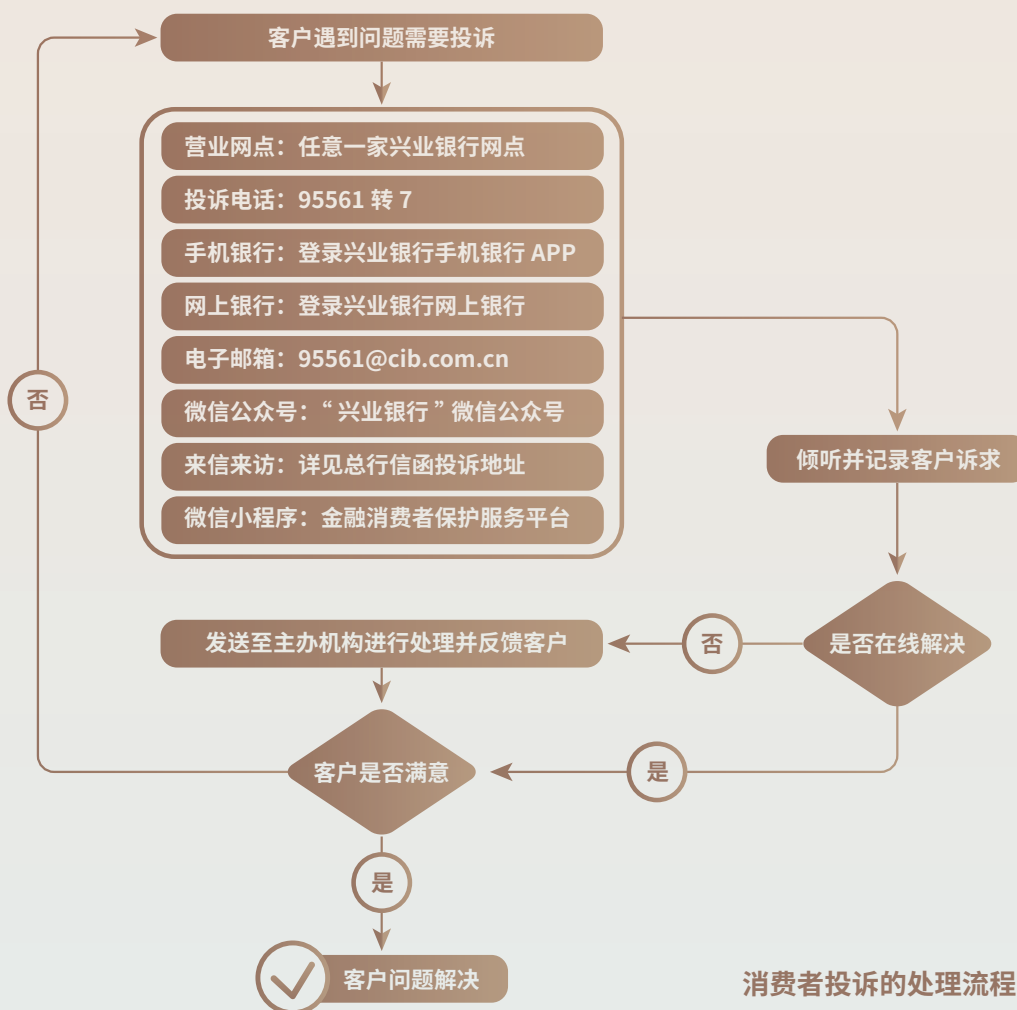 客户遇到问题需要投诉
营业网点：任意一家兴业银行网点
投诉电话：95561 转 7
手机银行：登录兴业银行手机银行 APP
网上银行：登录兴业银行网上银行
电子邮箱：95561@cib.com.cn
微信公众号：“兴业银行”微信公众号
来信来访：详见总行信函投诉地址
微信小程序：金融消费者保护服务平台
否
倾听并记录客户诉求
是否在线解决
否
发送至主办机构进行处理并反馈客户
是
客户是否满意
是
客户问题解决
消费者投诉的处理流程